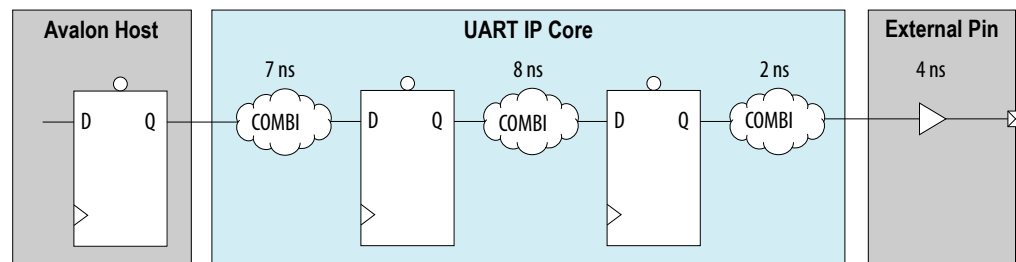 Avalon Host
UART IP Core
External Pin
7 ns
8 ns
2 ns
4 ns
D Q
COMBI
D Q
COMBI
D Q
COMBI